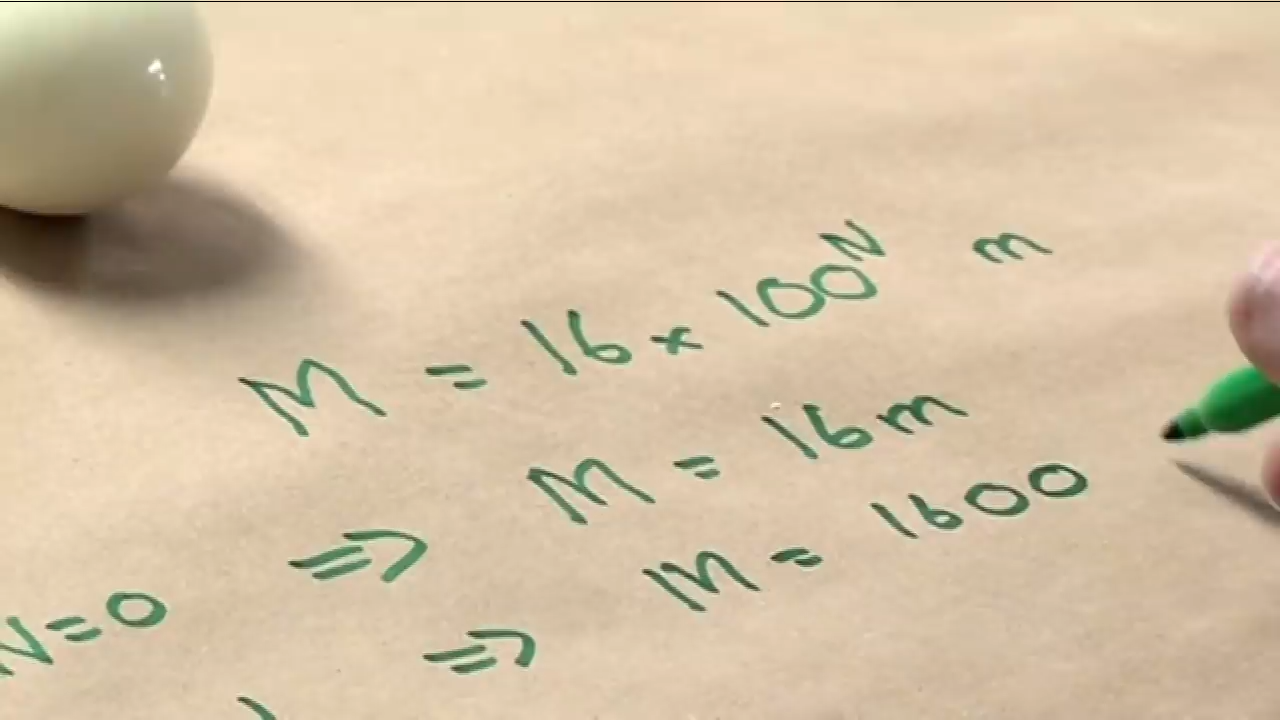 M = 16 × 100^N m
N=0 ⇒ M = 16m
⇒ M = 1600